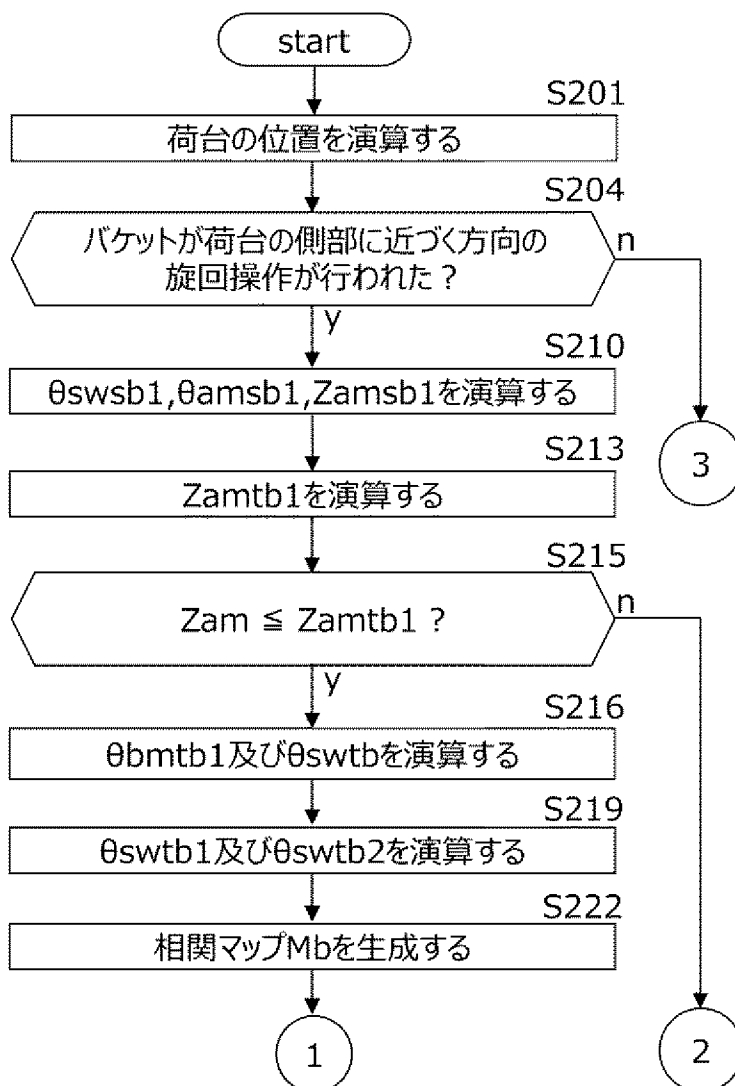 start
S201
荷台の位置を演算する
S204
バケットが荷台の側部に近づく方向の
旋回操作が行われた？
n
y
S210
θswsb1,θamsb1,Zamsb1を演算する
S213
Zamtb1を演算する
3
S215
Zam ≦ Zamtb1？
n
y
S216
θbmtb1及びθswtbを演算する
S219
θswtb1及びθswtb2を演算する
S222
相関マップMbを生成する
1
2